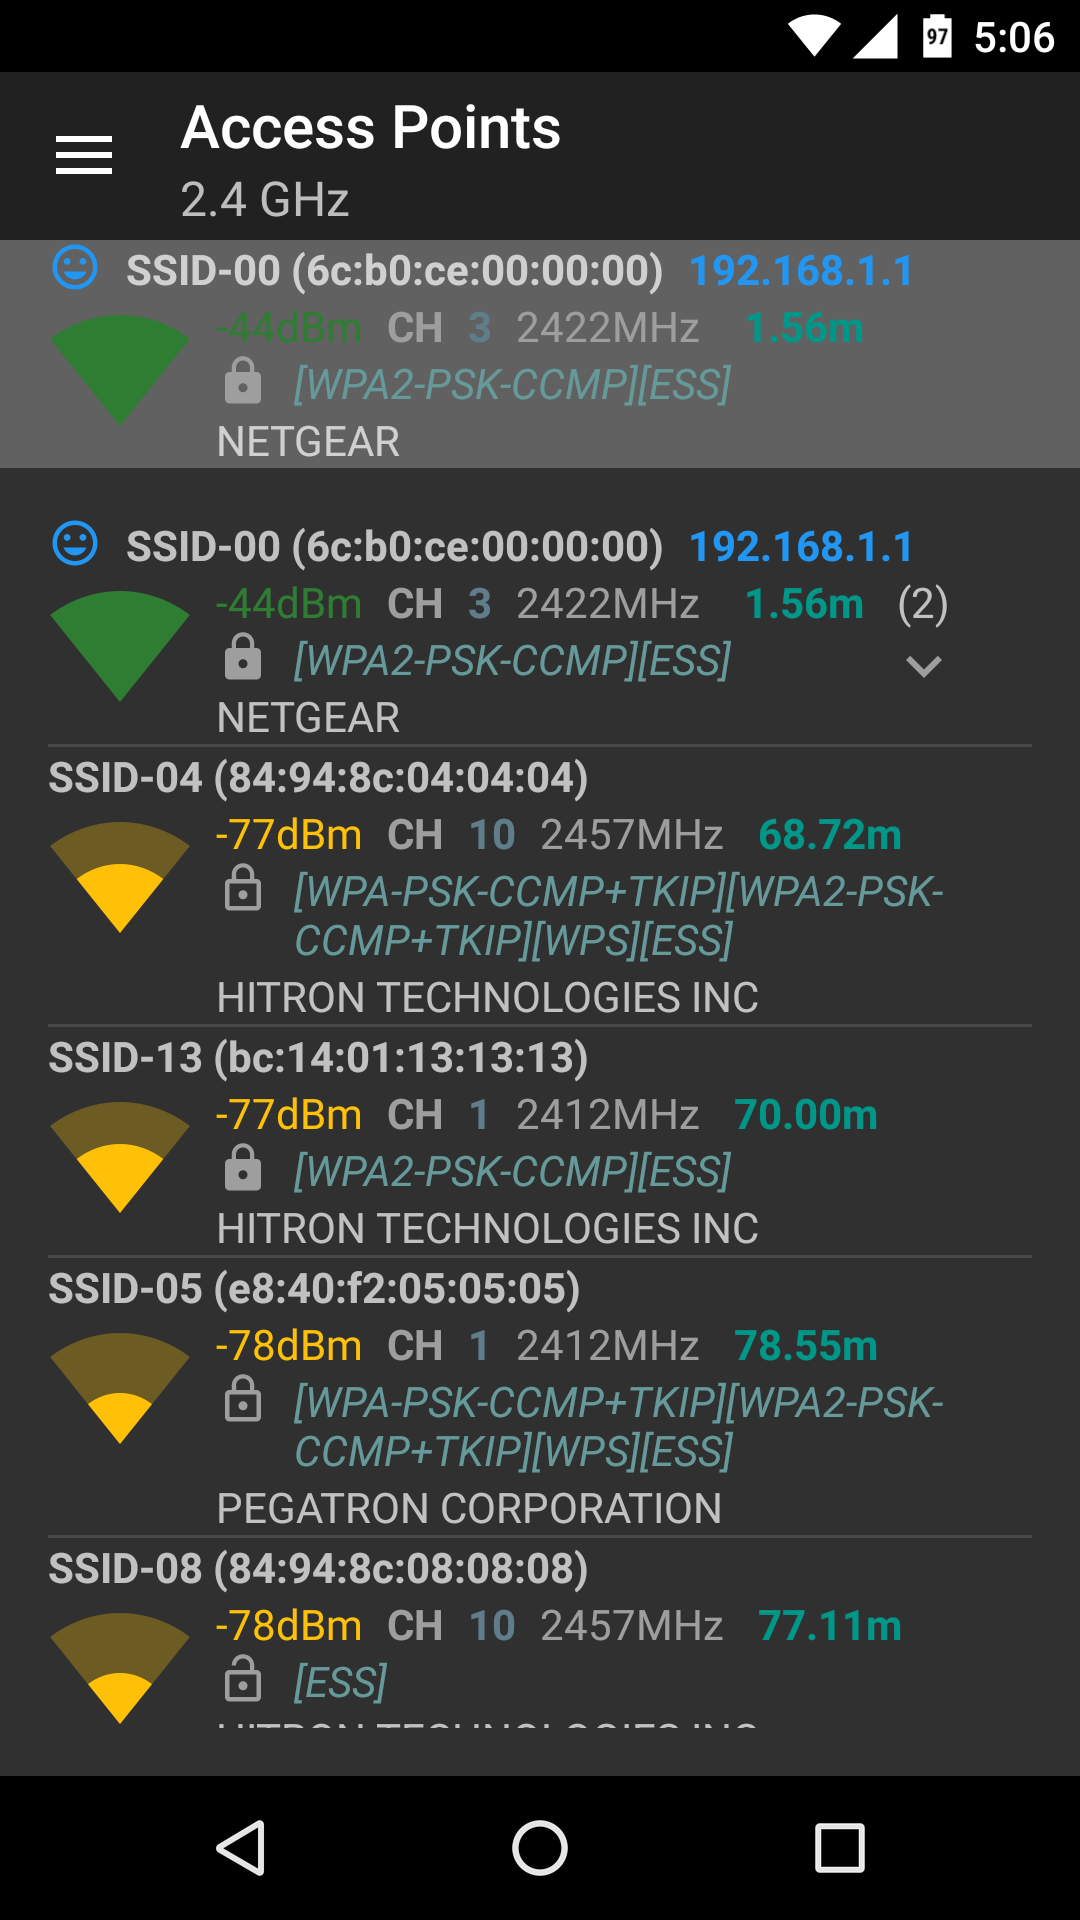 97 5:06
Access Points
2.4 GHz
SSID-00 (6c:b0:ce:00:00:00) 192.168.1.1
-44dBm CH 3 2422MHz 1.56m
[WPA2-PSK-CCMP][ESS]
NETGEAR
SSID-00 (6c:b0:ce:00:00:00) 192.168.1.1
-44dBm CH 3 2422MHz 1.56m (2)
[WPA2-PSK-CCMP][ESS]
NETGEAR
SSID-04 (84:94:8c:04:04:04)
-77dBm CH 10 2457MHz 68.72m
[WPA-PSK-CCMP+TKIP][WPA2-PSK-
CCMP+TKIP][WPS][ESS]
HITRON TECHNOLOGIES INC
SSID-13 (bc:14:01:13:13:13)
-77dBm CH 1 2412MHz 70.00m
[WPA2-PSK-CCMP][ESS]
HITRON TECHNOLOGIES INC
SSID-05 (e8:40:f2:05:05:05)
-78dBm CH 1 2412MHz 78.55m
[WPA-PSK-CCMP+TKIP][WPA2-PSK-
CCMP+TKIP][WPS][ESS]
PEGATRON CORPORATION
SSID-08 (84:94:8c:08:08:08)
-78dBm CH 10 2457MHz 77.11m
[ESS]
HITRON TECHNOLOGIES INC